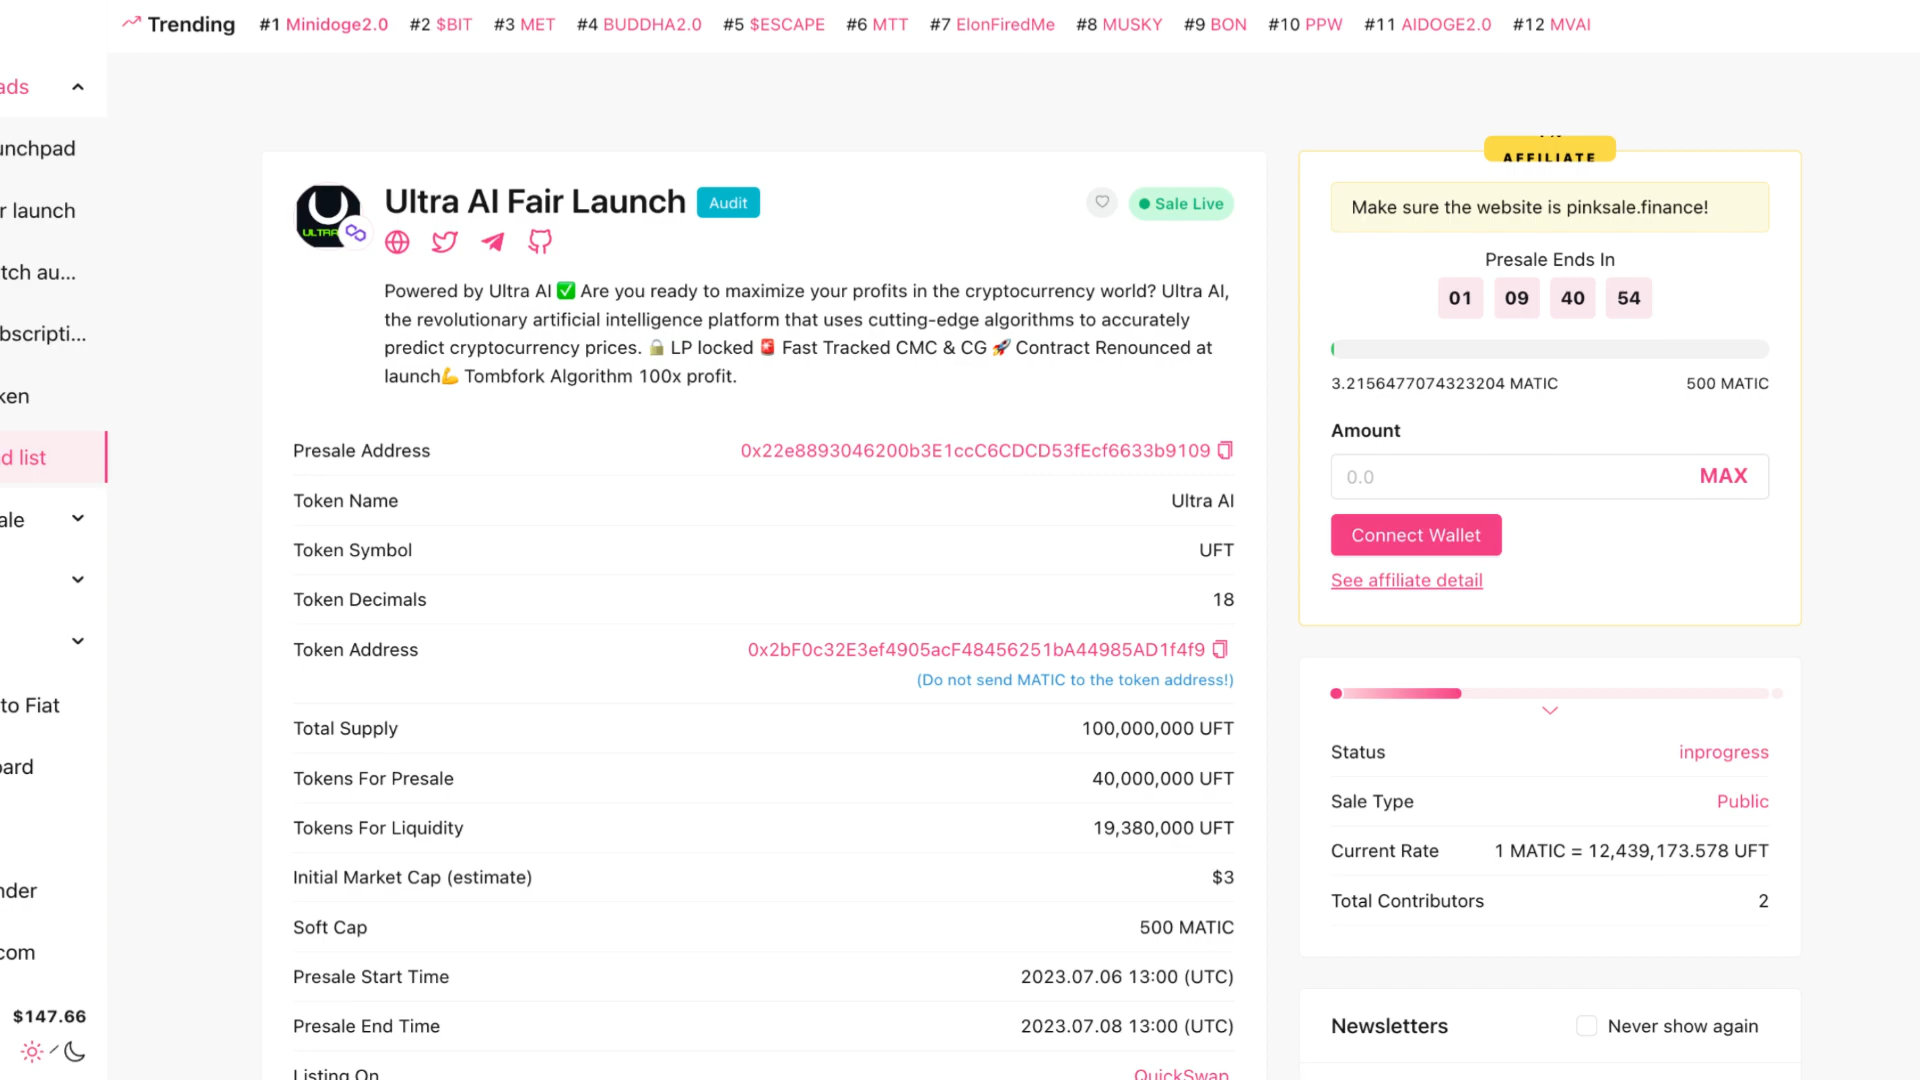 Trending #1 Minidoge2.0 #2 $BIT #3 MET #4 BUDDHA2.0 #5 $ESCAPE #6 MTT #7 ElonFiredMe #8 MUSKY #9 BON #10 PPW #11 AIDOGE2.0 #12 MVAI
ads
unchpad
r launch
tch au...
bscripti...
ken
d list
ale
to Fiat
oard
nder
com
$147.66
ULTRA
Ultra AI Fair Launch Audit
Sale Live
Powered by Ultra AI ✅ Are you ready to maximize your profits in the cryptocurrency world? Ultra AI,
the revolutionary artificial intelligence platform that uses cutting-edge algorithms to accurately
predict cryptocurrency prices. 🔒 LP locked 🚨 Fast Tracked CMC & CG 🚀 Contract Renounced at
launch💪 Tombfork Algorithm 100x profit.
Presale Address 0x22e8893046200b3E1ccC6CDCD53fEcf6633b9109
Token Name Ultra AI
Token Symbol UFT
Token Decimals 18
Token Address 0x2bF0c32E3ef4905acF48456251bA44985AD1f4f9
(Do not send MATIC to the token address!)
Total Supply 100,000,000 UFT
Tokens For Presale 40,000,000 UFT
Tokens For Liquidity 19,380,000 UFT
Initial Market Cap (estimate) $3
Soft Cap 500 MATIC
Presale Start Time 2023.07.06 13:00 (UTC)
Presale End Time 2023.07.08 13:00 (UTC)
Listing On QuickSwap
AFFILIATE
Make sure the website is pinksale.finance!
Presale Ends In
01 09 40 54
3.2156477074323204 MATIC 500 MATIC
Amount
0.0 MAX
Connect Wallet
See affiliate detail
Status inprogress
Sale Type Public
Current Rate 1 MATIC = 12,439,173.578 UFT
Total Contributors 2
Newsletters Never show again